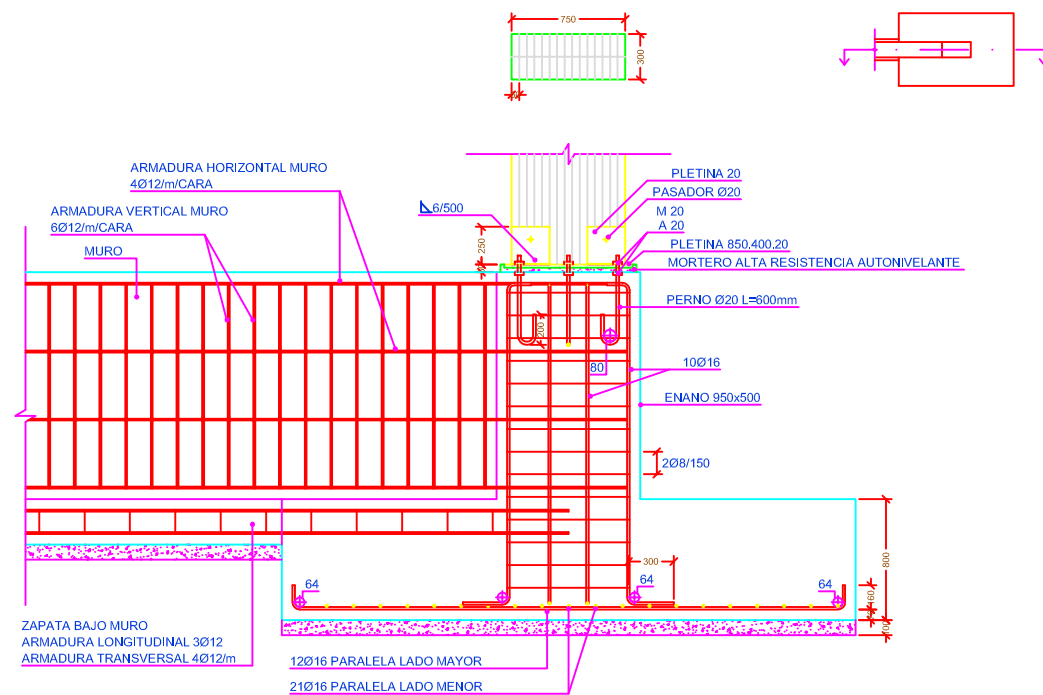 750
300
ARMADURA HORIZONTAL MURO
4Ø12/m/CARA
ARMADURA VERTICAL MURO
6Ø12/m/CARA
MURO
6/500
250
PLETINA 20
PASADOR Ø20
M 20
A 20
PLETINA 850.400.20
MORTERO ALTA RESISTENCIA AUTONIVELANTE
PERNO Ø20 L=600mm
200
80
10Ø16
ENANO 950x500
2Ø8/150
300
800
64
64
64
160
100
ZAPATA BAJO MURO
ARMADURA LONGITUDINAL 3Ø12
ARMADURA TRANSVERSAL 4Ø12/m
12Ø16 PARALELA LADO MAYOR
21Ø16 PARALELA LADO MENOR